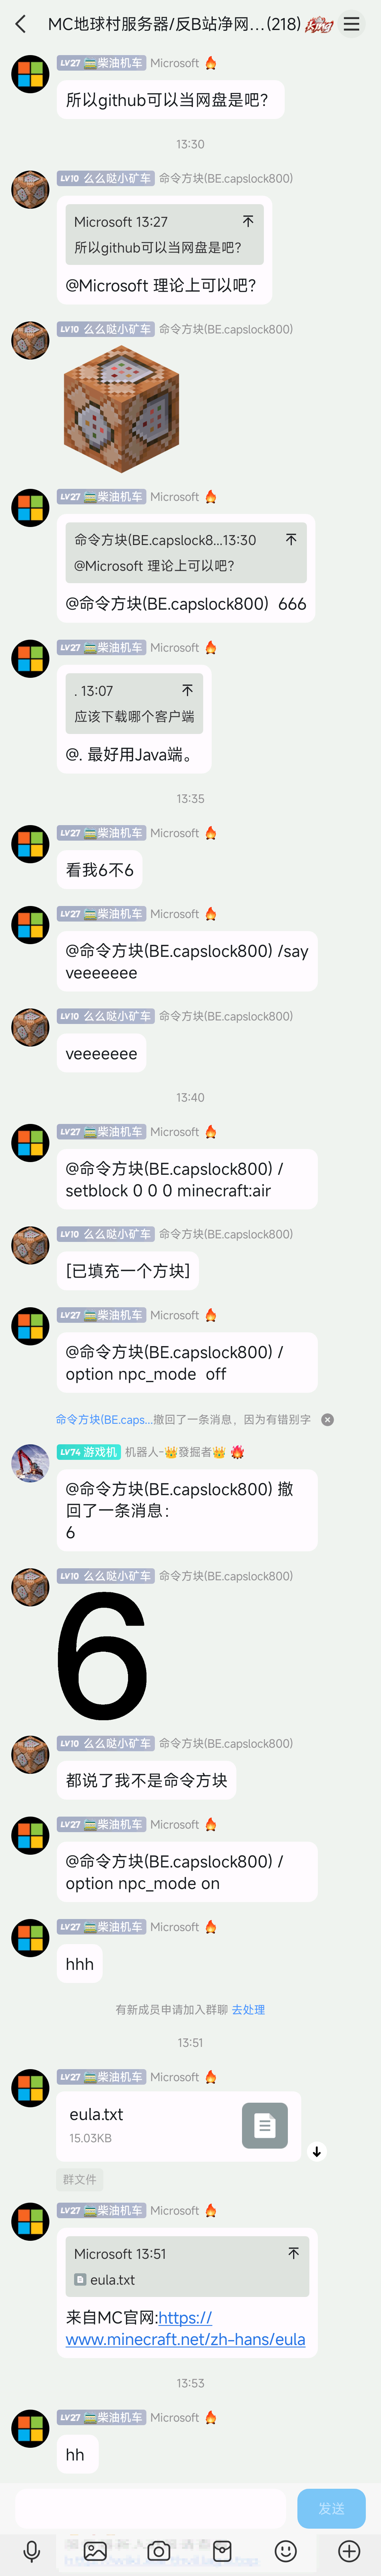 MC地球村服务器/反B站净网...(218)
LV27 柴油机车 Microsoft
所以github可以当网盘是吧？
13:30
LV10 么么哒小矿车 命令方块(BE.capslock800)
Microsoft 13:27
所以github可以当网盘是吧？
@Microsoft 理论上可以吧？
LV10 么么哒小矿车 命令方块(BE.capslock800)
LV27 柴油机车 Microsoft
命令方块(BE.capslock8...13:30
@Microsoft 理论上可以吧？
@命令方块(BE.capslock800) 666
LV27 柴油机车 Microsoft
. 13:07
应该下载哪个客户端
@. 最好用Java端。
13:35
LV27 柴油机车 Microsoft
看我6不6
LV27 柴油机车 Microsoft
@命令方块(BE.capslock800) /say
veeeeeee
LV10 么么哒小矿车 命令方块(BE.capslock800)
veeeeeee
13:40
LV27 柴油机车 Microsoft
@命令方块(BE.capslock800) /
setblock 0 0 0 minecraft:air
LV10 么么哒小矿车 命令方块(BE.capslock800)
[已填充一个方块]
LV27 柴油机车 Microsoft
@命令方块(BE.capslock800) /
option npc_mode off
命令方块(BE.caps...撤回了一条消息，因为有错别字
LV74 游戏机 机器人-👑發掘者👑
@命令方块(BE.capslock800) 撤
回了一条消息：
6
LV10 么么哒小矿车 命令方块(BE.capslock800)
6
LV10 么么哒小矿车 命令方块(BE.capslock800)
都说了我不是命令方块
LV27 柴油机车 Microsoft
@命令方块(BE.capslock800) /
option npc_mode on
LV27 柴油机车 Microsoft
hhh
有新成员申请加入群聊 去处理
13:51
LV27 柴油机车 Microsoft
eula.txt
15.03KB
群文件
LV27 柴油机车 Microsoft
Microsoft 13:51
eula.txt
来自MC官网:https://
www.minecraft.net/zh-hans/eula
13:53
LV27 柴油机车 Microsoft
hh
发送